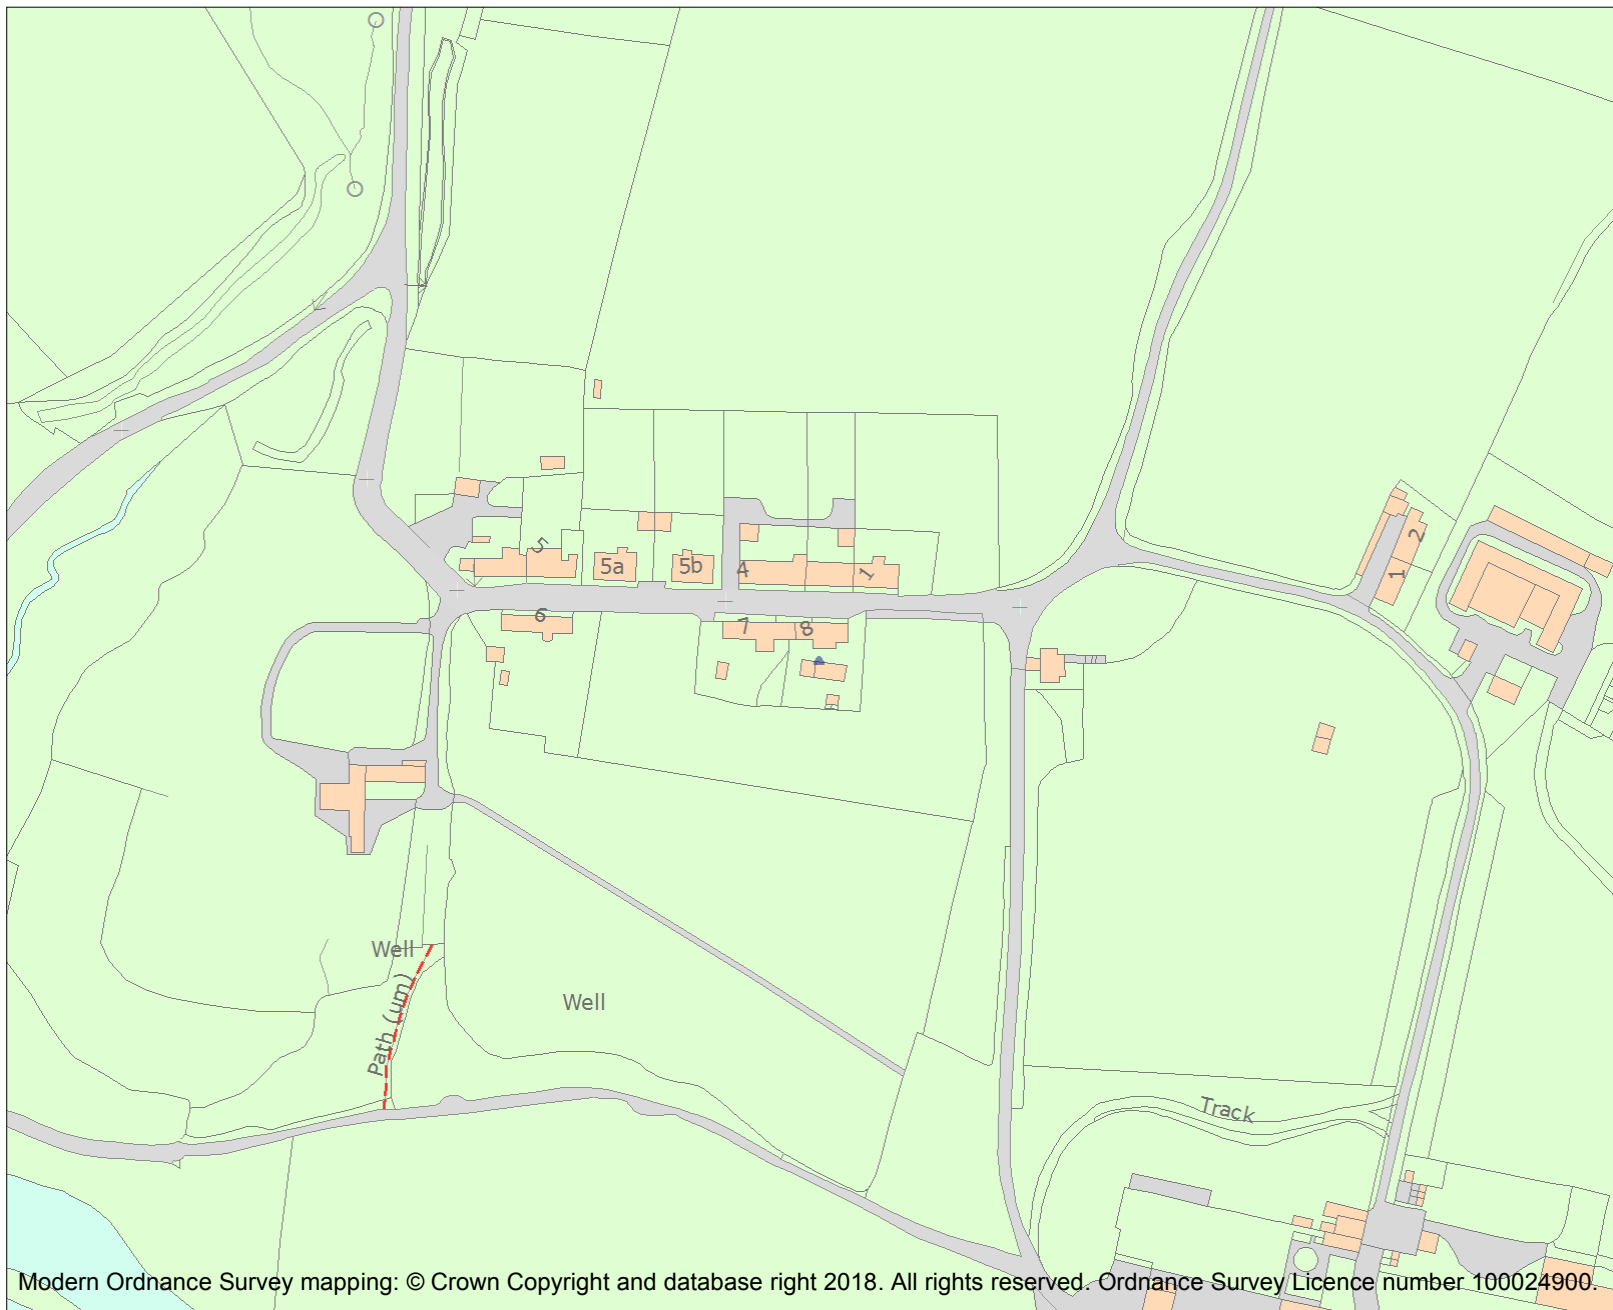 5
5a
5b
4
1
2
1
6
7
8
Well
Path (um)
Well
Track
Modern Ordnance Survey mapping: © Crown Copyright and database right 2018. All rights reserved. Ordnance Survey Licence number 100024900.